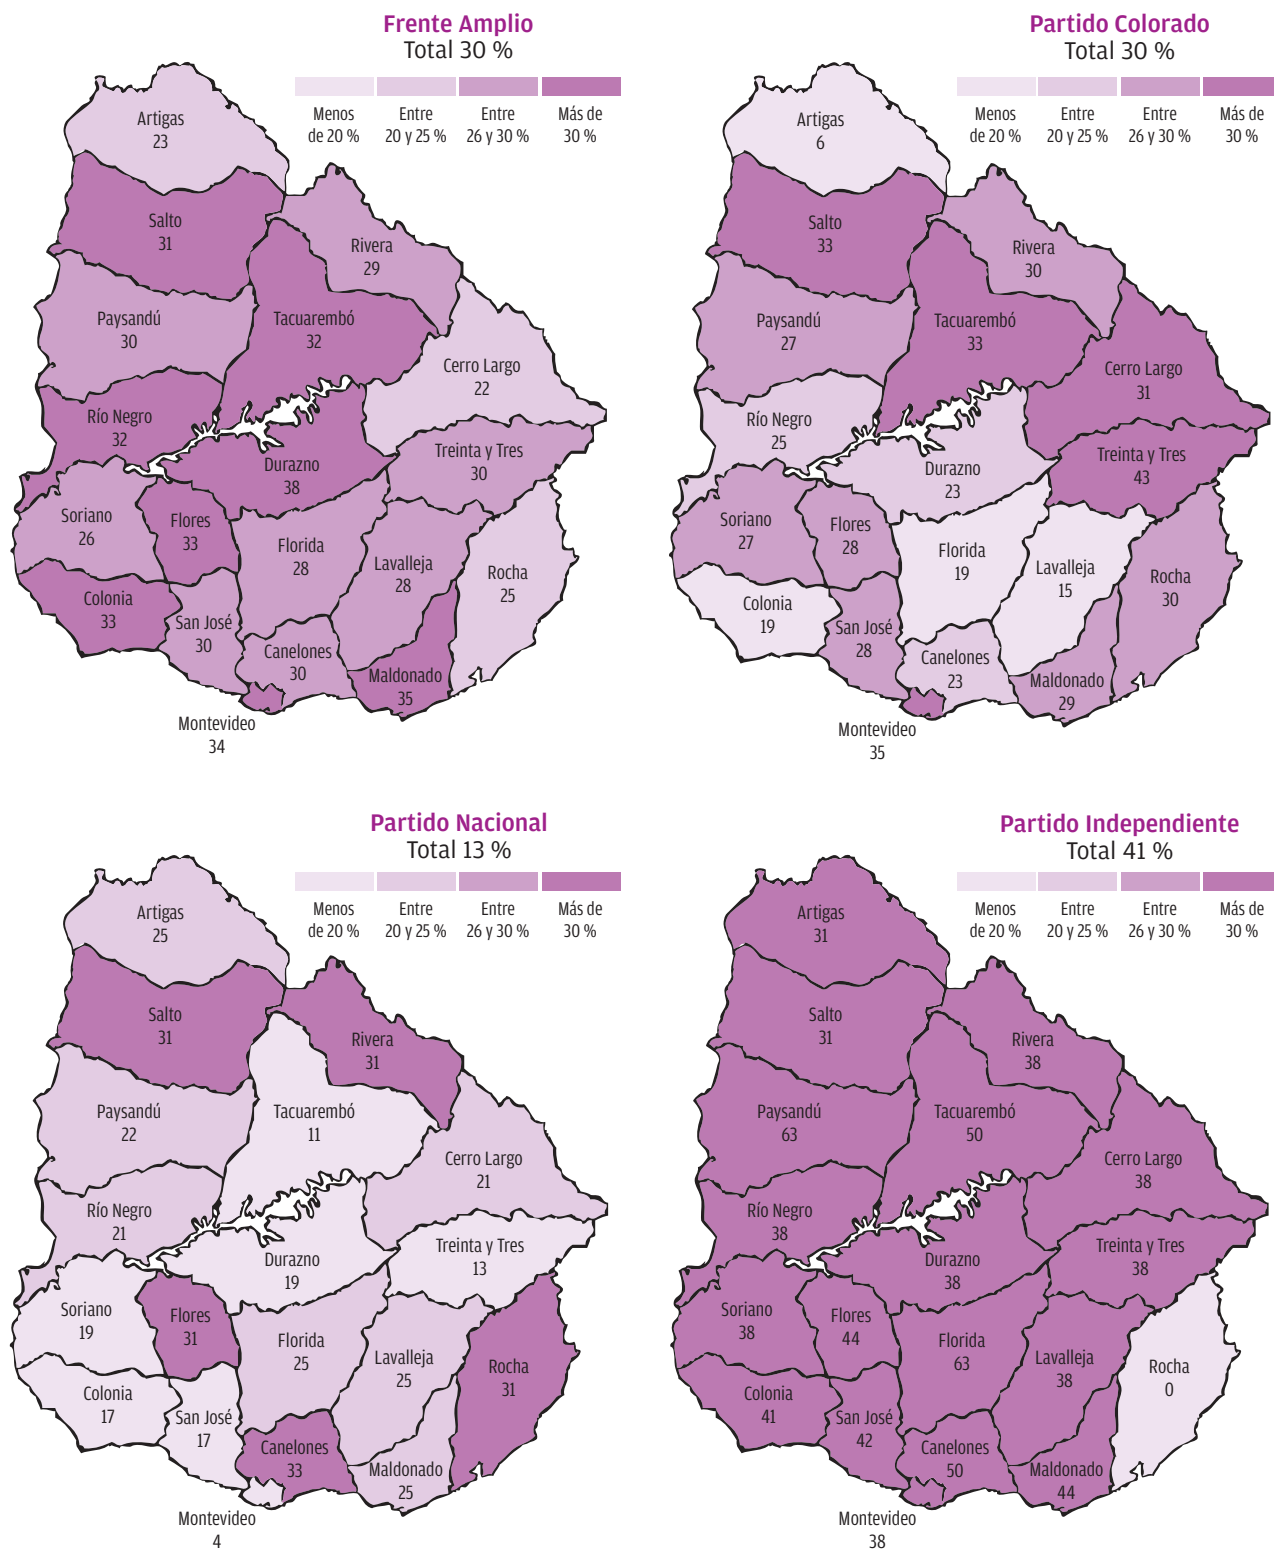 Frente Amplio
Total 30 %
Menos
de 20 %
Entre
20 y 25 %
Entre
26 y 30 %
Más de
30 %
Artigas
23
Salto
31
Rivera
29
Paysandú
30
Tacuarembó
32
Cerro Largo
22
Río Negro
32
Durazno
38
Treinta y Tres
30
Soriano
26
Flores
33
Florida
28
Lavalleja
28
Rocha
25
Colonia
33
San José
30
Canelones
30
Maldonado
35
Montevideo
34
Partido Colorado
Total 30 %
Menos
de 20 %
Entre
20 y 25 %
Entre
26 y 30 %
Más de
30 %
Artigas
6
Salto
33
Rivera
30
Paysandú
27
Tacuarembó
33
Cerro Largo
31
Río Negro
25
Durazno
23
Treinta y Tres
43
Soriano
27
Flores
28
Florida
19
Lavalleja
15
Rocha
30
Colonia
19
San José
28
Canelones
23
Maldonado
29
Montevideo
35
Partido Nacional
Total 13 %
Menos
de 20 %
Entre
20 y 25 %
Entre
26 y 30 %
Más de
30 %
Artigas
25
Salto
31
Rivera
31
Paysandú
22
Tacuarembó
11
Cerro Largo
21
Río Negro
21
Durazno
19
Treinta y Tres
13
Soriano
19
Flores
31
Florida
25
Lavalleja
25
Rocha
31
Colonia
17
San José
17
Canelones
33
Maldonado
25
Montevideo
4
Partido Independiente
Total 41 %
Menos
de 20 %
Entre
20 y 25 %
Entre
26 y 30 %
Más de
30 %
Artigas
31
Salto
31
Rivera
38
Paysandú
63
Tacuarembó
50
Cerro Largo
38
Río Negro
38
Durazno
38
Treinta y Tres
38
Soriano
38
Flores
44
Florida
63
Lavalleja
38
Rocha
0
Colonia
41
San José
42
Canelones
50
Maldonado
44
Montevideo
38